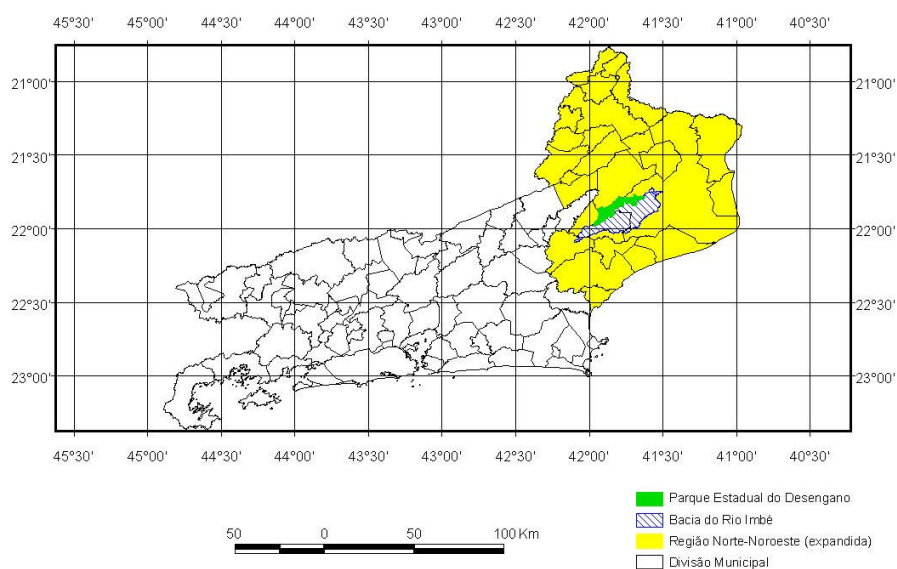 45°30' 45°00' 44°30' 44°00' 43°30' 43°00' 42°30' 42°00' 41°30' 41°00' 40°30'
21°00' 21°00'
21°30' 21°30'
22°00' 22°00'
22°30' 22°30'
23°00' 23°00'
45°30' 45°00' 44°30' 44°00' 43°30' 43°00' 42°30' 42°00' 41°30' 41°00' 40°30'
50 0 50 100 Km
Parque Estadual do Desengano
Bacia do Rio Imbé
Região Norte-Noroeste (expandida)
Divisão Municipal